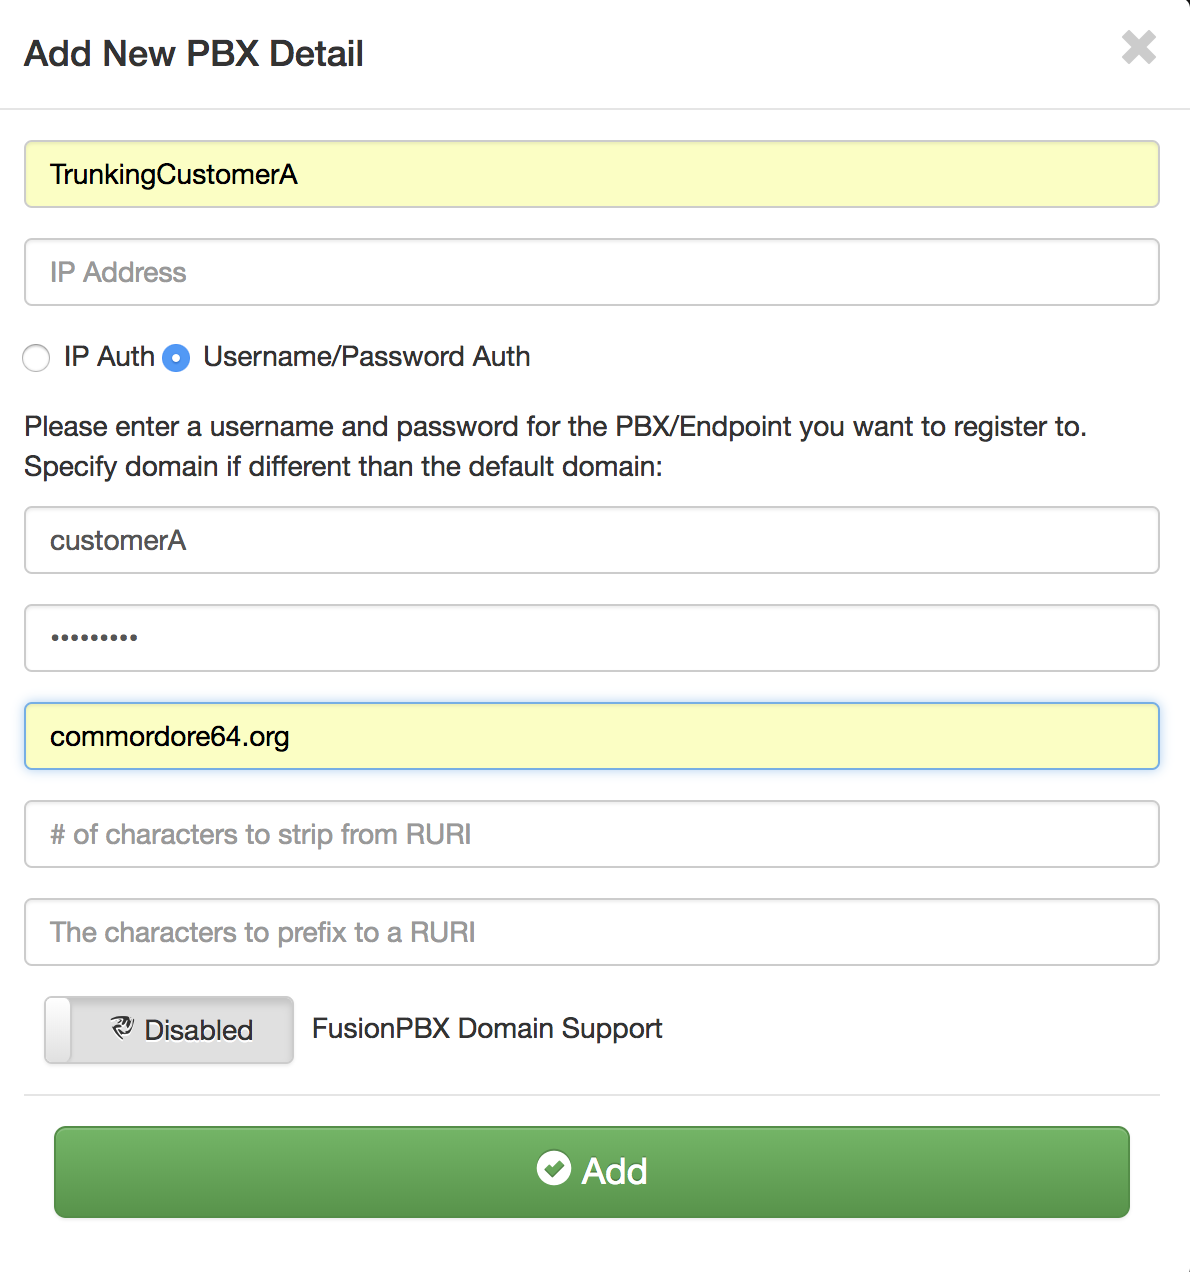 Add New PBX Detail
TrunkingCustomerA
IP Address
IP Auth Username/Password Auth
Please enter a username and password for the PBX/Endpoint you want to register to.
Specify domain if different than the default domain:
customerA
•••••••••
commordore64.org
# of characters to strip from RURI
The characters to prefix to a RURI
Disabled FusionPBX Domain Support
Add